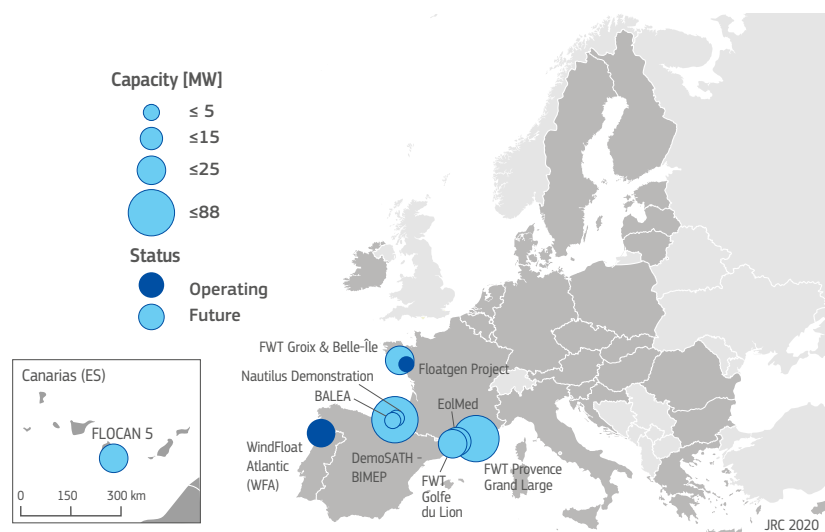 Capacity [MW]
≤ 5
≤15
≤25
≤88
Status
Operating
Future
FWT Groix & Belle-Île
Floatgen Project
Nautilus Demonstration
BALEA
EolMed
WindFloat
Atlantic
(WFA)
DemoSATH -
BIMEP
FWT
Golfe
du Lion
FWT Provence
Grand Large
Canarias (ES)
FLOCAN 5
0 150 300 km
JRC 2020